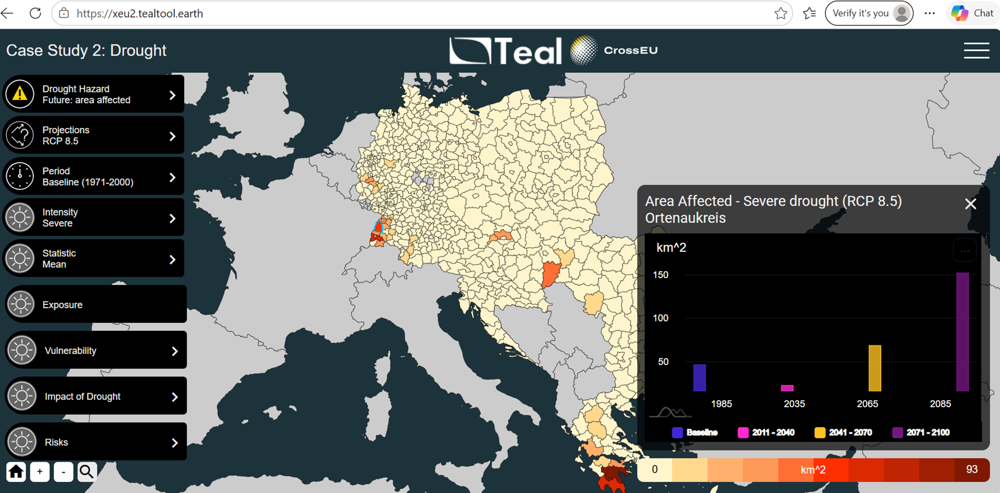 https://xeu2.tealtool.earth
Verify it's you
Chat
Case Study 2: Drought
Teal
CrossEU
Drought Hazard
Future: area affected
Projections
RCP 8.5
Period
Baseline (1971-2000)
Intensity
Severe
Statistic
Mean
Exposure
Vulnerability
Impact of Drought
Risks
+
-
Area Affected - Severe drought (RCP 8.5)
Ortenaukreis
km^2
...
150
100
50
1985 2035 2065 2085
Baseline 2011 - 2040 2041 - 2070 2071 - 2100
0 km^2 93